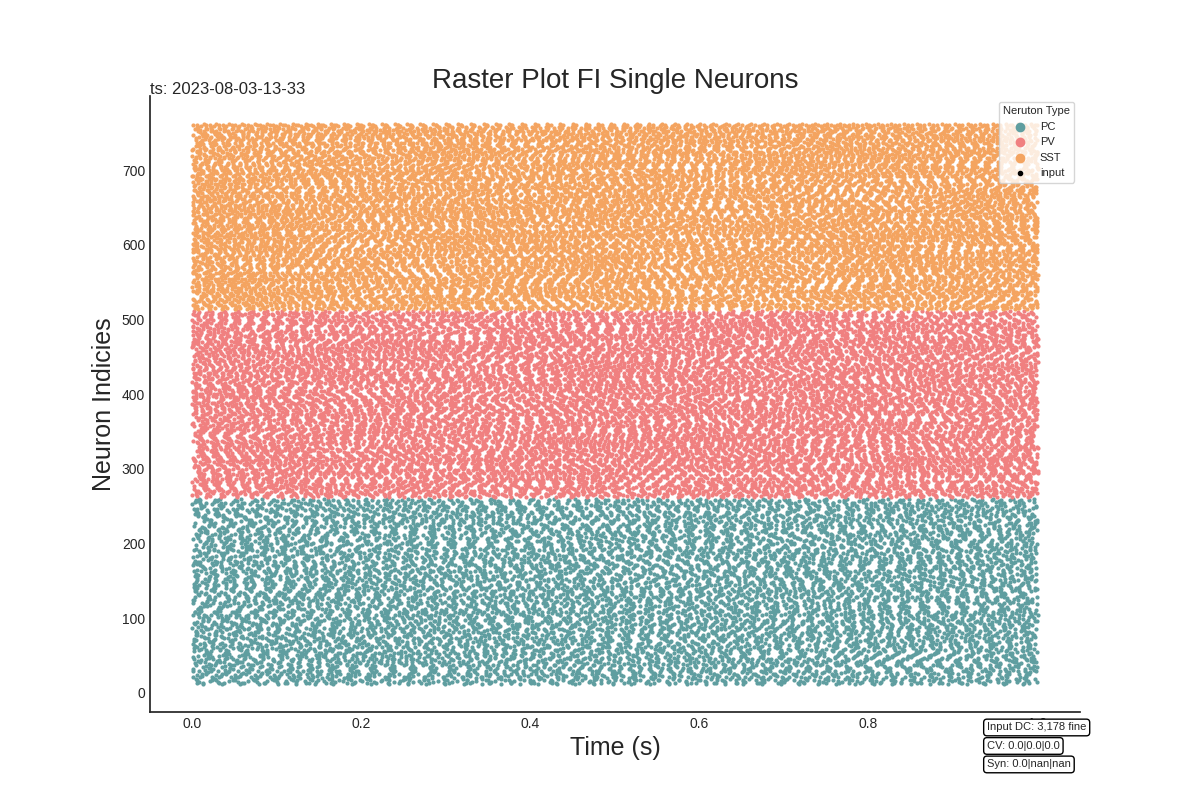 Raster Plot FI Single Neurons
ts: 2023-08-03-13-33
Neruton Type
PC
PV
SST
input
Neuron Indicies
700
600
500
400
300
200
100
0
0.0 0.2 0.4 0.6 0.8
Time (s)
Input DC: 3,178 fine
CV: 0.0|0.0|0.0
Syn: 0.0|nan|nan